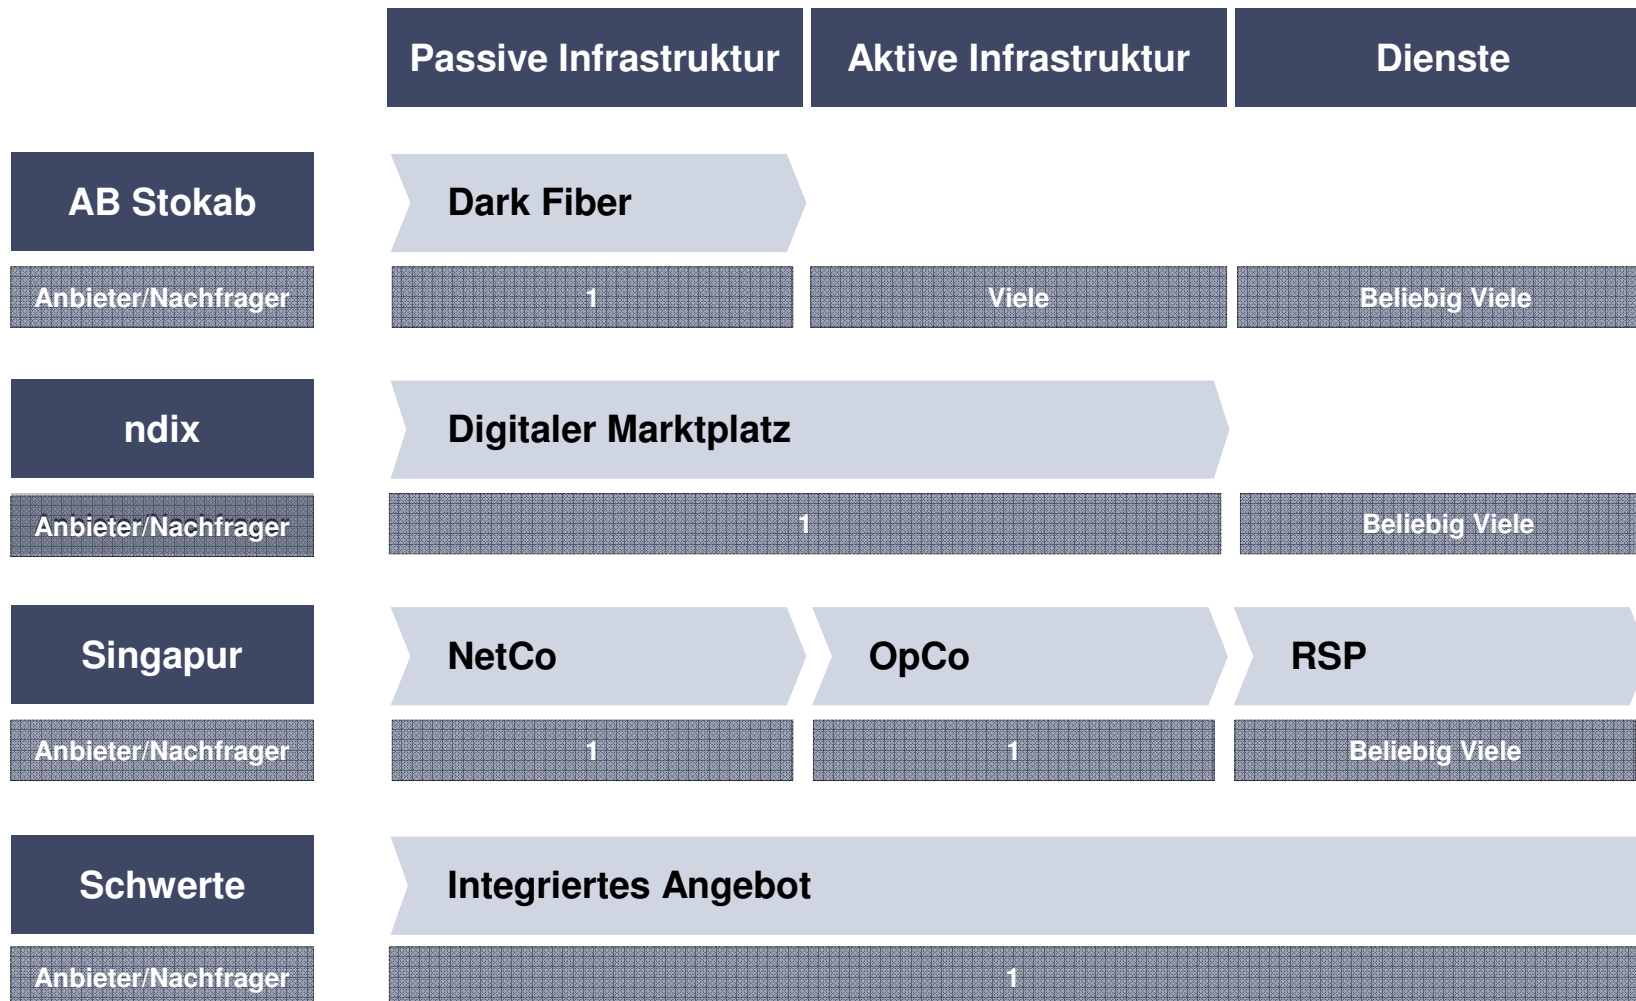 Passive Infrastruktur Aktive Infrastruktur Dienste
AB Stokab Dark Fiber
Anbieter/Nachfrager 1 Viele Beliebig Viele
ndix Digitaler Marktplatz
Anbieter/Nachfrager 1 Beliebig Viele
Singapur NetCo OpCo RSP
Anbieter/Nachfrager 1 1 Beliebig Viele
Schwerte Integriertes Angebot
Anbieter/Nachfrager 1